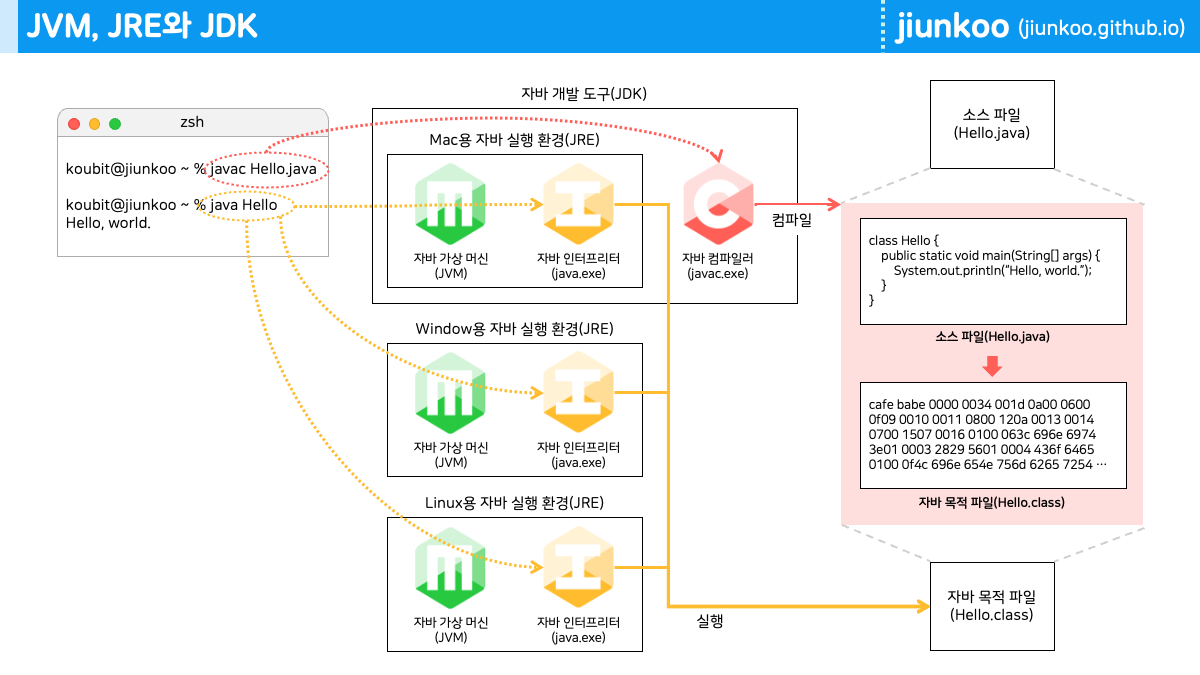 JVM, JRE와 JDK
jiunkoo (jiunkoo.github.io)
zsh
koubit@jiunkoo ~ % javac Hello.java
koubit@jiunkoo ~ % java Hello
Hello, world.
자바 개발 도구(JDK)
Mac용 자바 실행 환경(JRE)
자바 가상 머신
(JVM)
자바 인터프리터
(java.exe)
C
자바 컴파일러
(javac.exe)
컴파일
Window용 자바 실행 환경(JRE)
m
자바 가상 머신
(JVM)
I
자바 인터프리터
(java.exe)
Linux용 자바 실행 환경(JRE)
m
자바 가상 머신
(JVM)
I
자바 인터프리터
(java.exe)
실행
소스 파일
(Hello.java)
class Hello {
public static void main(String[] args) {
System.out.println("Hello, world.");
}
}
소스 파일(Hello.java)
cafe babe 0000 0034 001d 0a00 0600
0f09 0010 0011 0800 120a 0013 0014
0700 1507 0016 0100 063c 696e 6974
3e01 0003 2829 5601 0004 436f 6465
0100 0f4c 696e 654e 756d 6265 7254 ···
자바 목적 파일(Hello.class)
자바 목적 파일
(Hello.class)